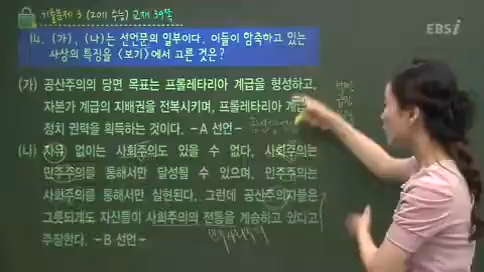 기출문제 3 (2011 수능) 교재 39쪽
EBSi
14. (가), (나)는 선언문의 일부이다. 이들이 함축하고 있는
사상의 특징을 <보기>에서 고른 것은?
(가) 공산주의의 당면 목표는 프롤레타리아 계급을 형성하고,
자본가 계급의 지배권을 전복시키며, 프롤레타리아 계급
정치 권력을 획득하는 것이다. -A 선언-
(나) 자유 없이는 사회주의도 있을 수 없다. 사회주의는
민주주의를 통해서만 달성될 수 있으며, 민주주의는
사회주의를 통해서만 실현된다. 그런데 공산주의자들은
그릇되게도 자신들이 사회주의의 전통을 계승하고 있다고
주장한다. -B 선언-